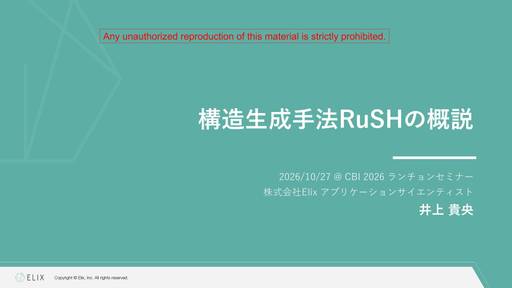 Any unauthorized reproduction of this material is strictly prohibited.
構造生成手法RuSHの概説
2026/10/27 @ CBI 2026 ランチョンセミナー
株式会社Elix アプリケーションサイエンティスト
井上 貴央
ELIX
Copyright © Elix, Inc. All rights reserved.